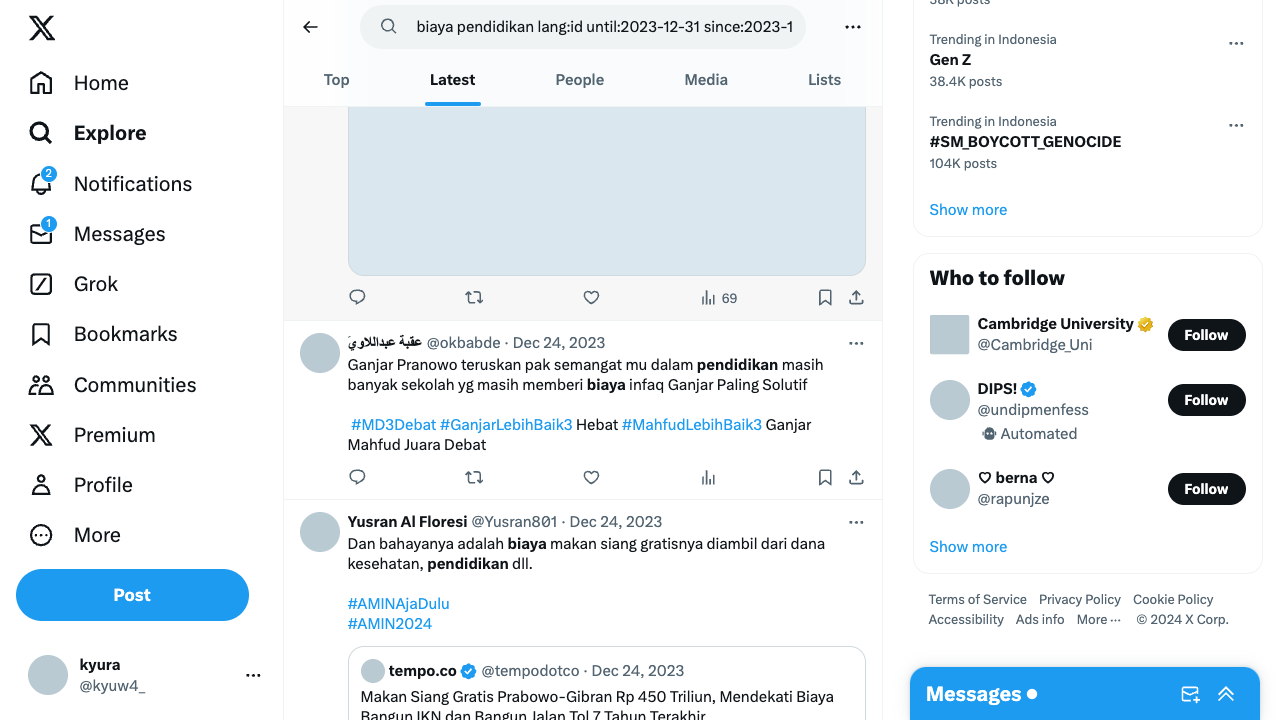 Home
Explore
2
Notifications
1
Messages
Grok
Bookmarks
Communities
Premium
Profile
More
Post
kyura
@kyuw4_
biaya pendidikan lang:id until:2023-12-31 since:2023-1
Top
Latest
People
Media
Lists
69
عقبة عبداللاوي @okbabde · Dec 24, 2023
Ganjar Pranowo teruskan pak semangat mu dalam pendidikan masih
banyak sekolah yg masih memberi biaya infaq Ganjar Paling Solutif
#MD3Debat #GanjarLebihBaik3 Hebat #MahfudLebihBaik3 Ganjar
Mahfud Juara Debat
Yusran Al Floresi @Yusran801 · Dec 24, 2023
Dan bahayanya adalah biaya makan siang gratisnya diambil dari dana
kesehatan, pendidikan dll.
#AMINAjaDulu
#AMIN2024
tempo.co @tempodotco · Dec 24, 2023
Makan Siang Gratis Prabowo-Gibran Rp 450 Triliun, Mendekati Biaya
Bangun IKN dan Bangun Jalan Tol 7 Tahun Terakhir
38K posts
Trending in Indonesia
Gen Z
38.4K posts
Trending in Indonesia
#SM_BOYCOTT_GENOCIDE
104K posts
Show more
Who to follow
Cambridge University
@Cambridge_Uni
Follow
DIPS!
@undipmenfess
Automated
Follow
♡ berna ♡
@rapunjze
Follow
Show more
Terms of Service Privacy Policy Cookie Policy
Accessibility Ads info More ··· © 2024 X Corp.
Messages